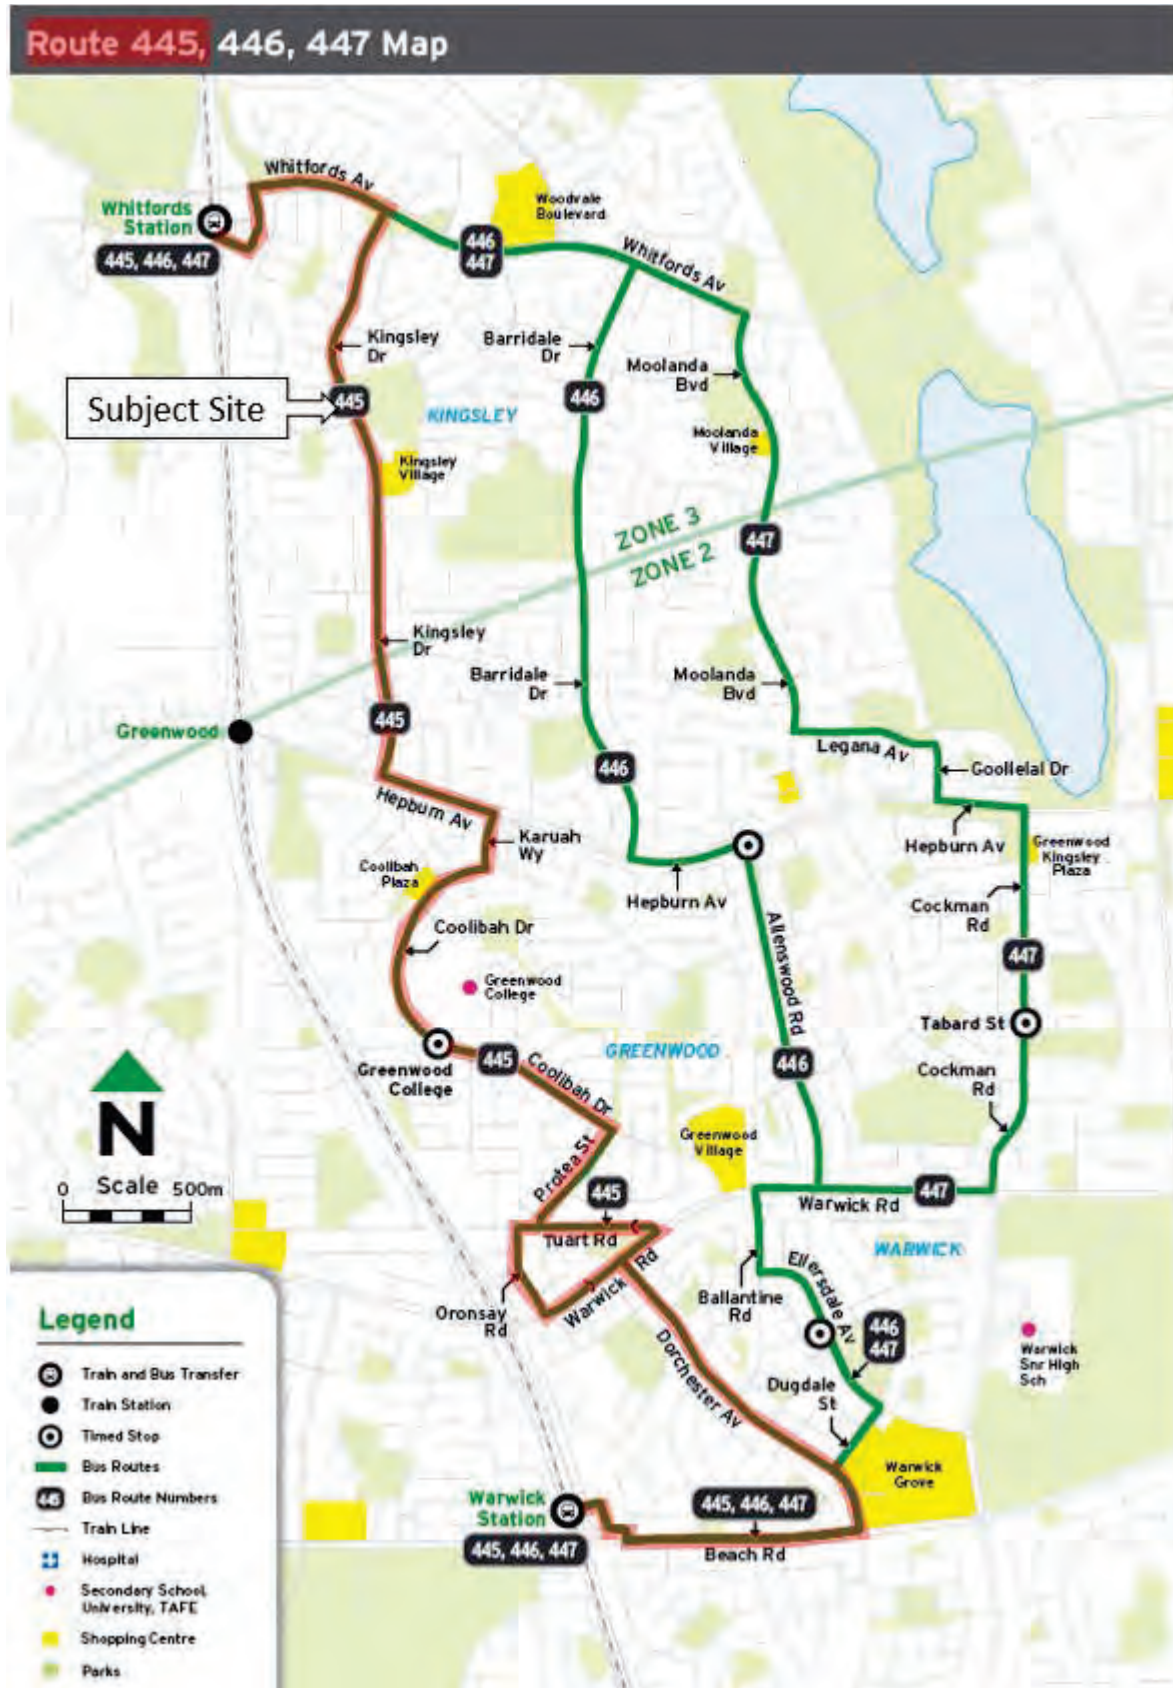 Route 445, 446, 447 Map
Whitfords Av
Whitfords
Station
445, 446, 447
Woodvale
Boulevard
446
447
Whitfords Av
Kingsley
Dr
Barridale
Dr
Moolanda
Bvd
Subject Site
445
446
KINGSLEY
Moolanda
Village
Kingsley
Village
ZONE 3
ZONE 2
447
Kingsley
Dr
Barridale
Dr
Moolanda
Bvd
445
Greenwood
Legana Av
446
Goollelal Dr
Hepburn Av
Karuah
Wy
Hepburn Av
Greenwood
Kingsley
Plaza
Coolibah
Plaza
Hepburn Av
Cockman
Rd
Coolibah Dr
Allenswood Rd
447
Greenwood
College
Tabard St
GREENWOOD
445
Greenwood
College
Coolibah Dr
446
Cockman
Rd
N
Greenwood
Village
Protea St
0 Scale 500m
445
447
Warwick Rd
Tuart Rd
WARWICK
Ellersdale Av
Oronsay
Rd
Warwick Rd
Ballantine
Rd
446
447
Warwick
Snr High
Sch
Dorchester Av
Dugdale
St
Warwick
Grove
Warwick
Station
445, 446, 447
445, 446, 447
Beach Rd
Legend
Train and Bus Transfer
Train Station
Timed Stop
Bus Routes
445
Bus Route Numbers
Train Line
Hospital
Secondary School,
University, TAFE
Shopping Centre
Parks